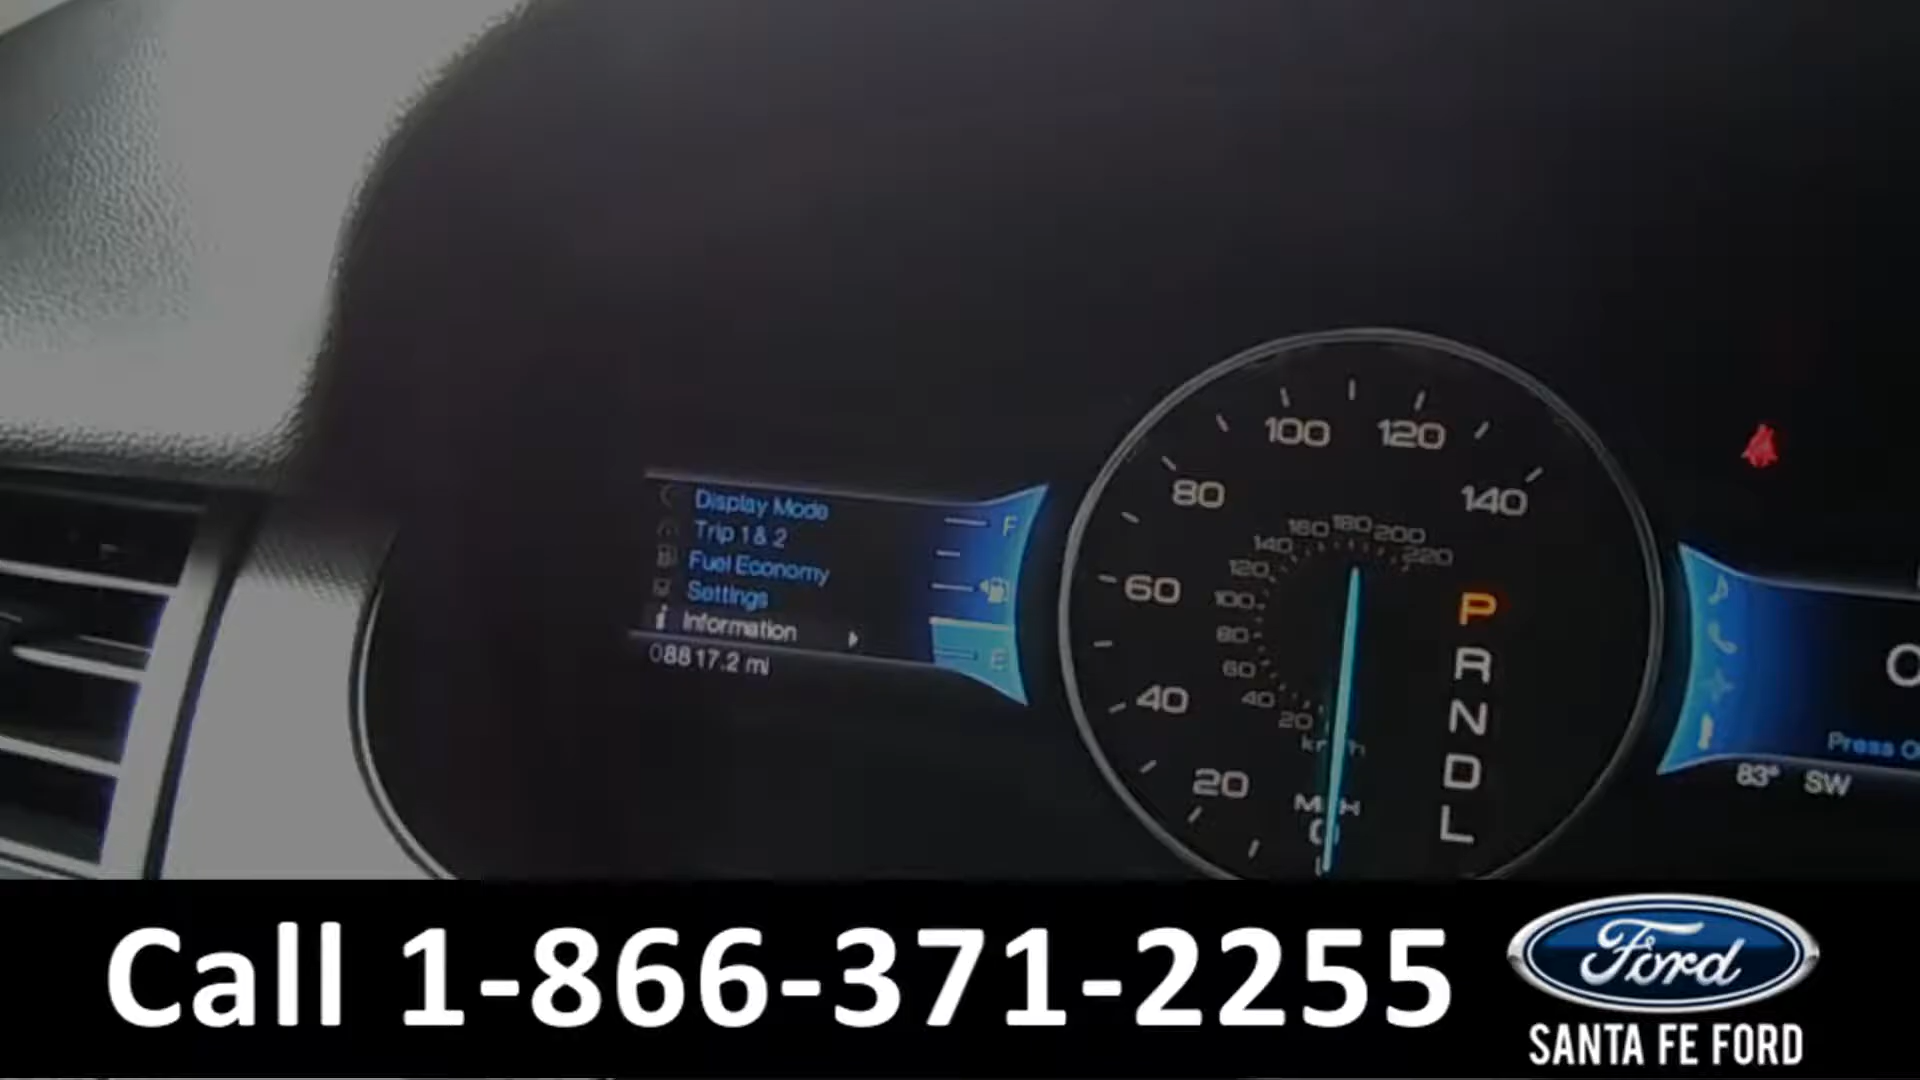 Display Mode
Trip 1 & 2
Fuel Economy
Settings
Information
08817.2 mi
F
E
100 120
80 140
60
40
20
MPH
0
160 180 200
140 220
120
100
80
60
40
20
km/h
P
R
N
D
L
Press
83° SW
Call 1-866-371-2255
Ford
SANTA FE FORD